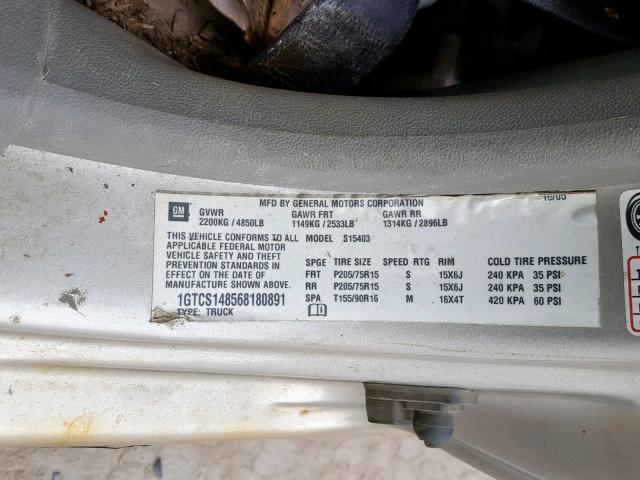 MFD BY GENERAL MOTORS CORPORATION 10/05
GM GVWR GAWR FRT GAWR RR
2200KG / 4850LB 1149KG / 2533LB 1314KG / 2896LB
THIS VEHICLE CONFORMS TO ALL MODEL S15403
APPLICABLE FEDERAL MOTOR
VEHICLE SAFETY AND THEFT
PREVENTION STANDARDS IN
EFFECT ON THE DATE OF
MANUFACTURE SHOWN ABOVE.
1GTCS148568180891
TYPE: TRUCK
SPGE TIRE SIZE SPEED RTG RIM COLD TIRE PRESSURE
FRT P205/75R15 S 15X6J 240 KPA 35 PSI
RR P205/75R15 S 15X6J 240 KPA 35 PSI
SPA T155/90R16 M 16X4T 420 KPA 60 PSI